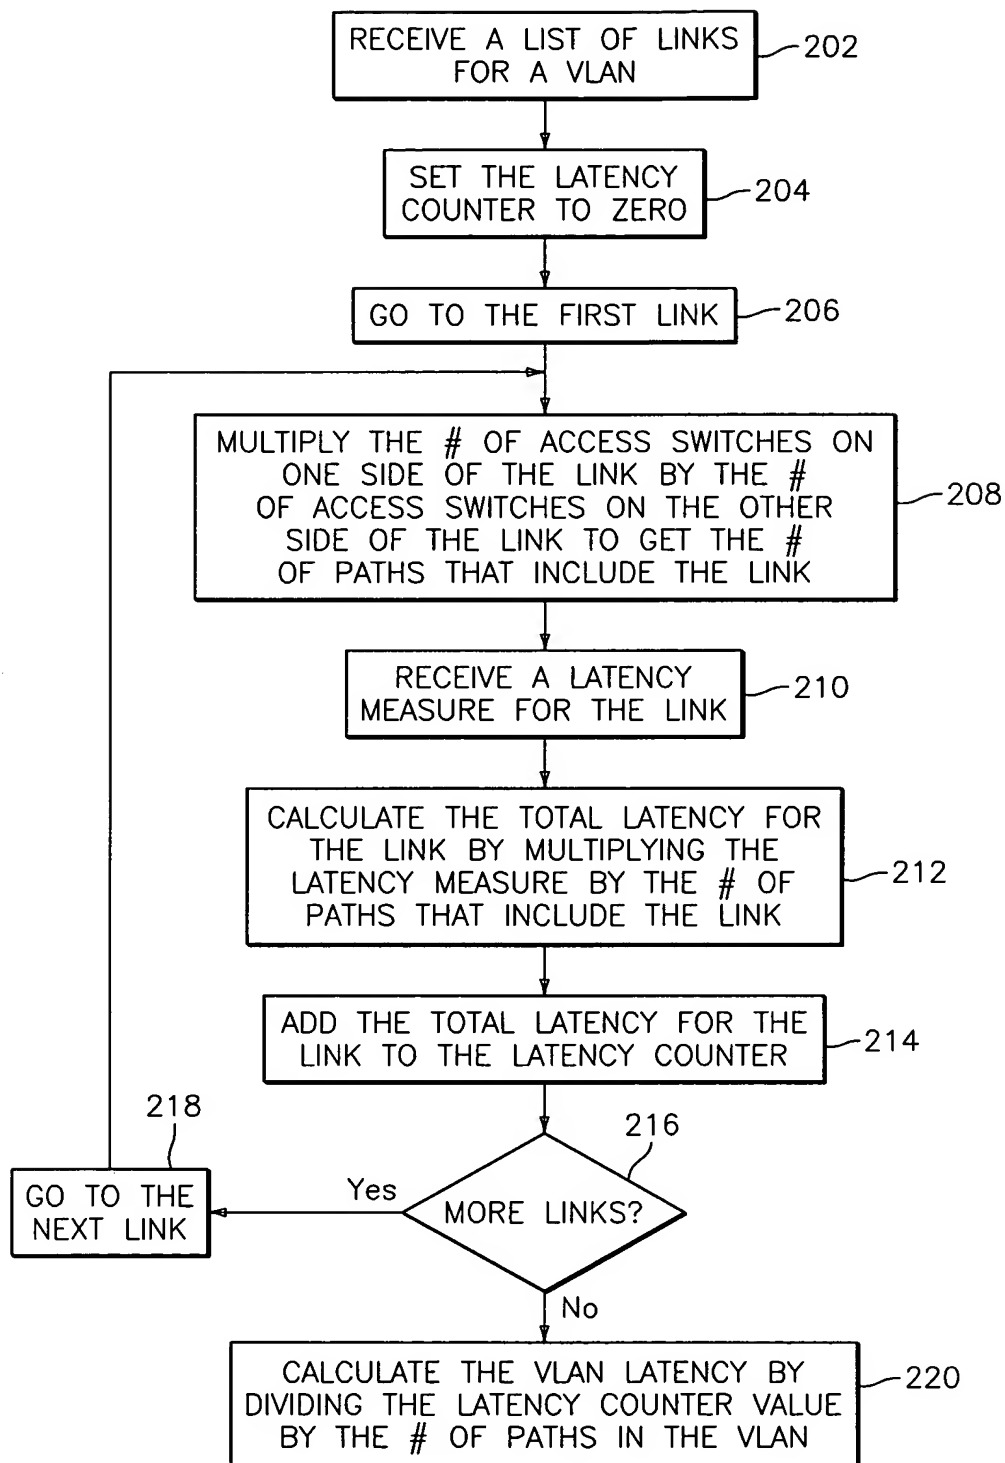 RECEIVE A LIST OF LINKS
FOR A VLAN
202
SET THE LATENCY
COUNTER TO ZERO
204
GO TO THE FIRST LINK
206
MULTIPLY THE # OF ACCESS SWITCHES ON
ONE SIDE OF THE LINK BY THE #
OF ACCESS SWITCHES ON THE OTHER
SIDE OF THE LINK TO GET THE #
OF PATHS THAT INCLUDE THE LINK
208
RECEIVE A LATENCY
MEASURE FOR THE LINK
210
CALCULATE THE TOTAL LATENCY FOR
THE LINK BY MULTIPLYING THE
LATENCY MEASURE BY THE # OF
PATHS THAT INCLUDE THE LINK
212
ADD THE TOTAL LATENCY FOR THE
LINK TO THE LATENCY COUNTER
214
218
216
GO TO THE
NEXT LINK
Yes
MORE LINKS?
No
CALCULATE THE VLAN LATENCY BY
DIVIDING THE LATENCY COUNTER VALUE
BY THE # OF PATHS IN THE VLAN
220